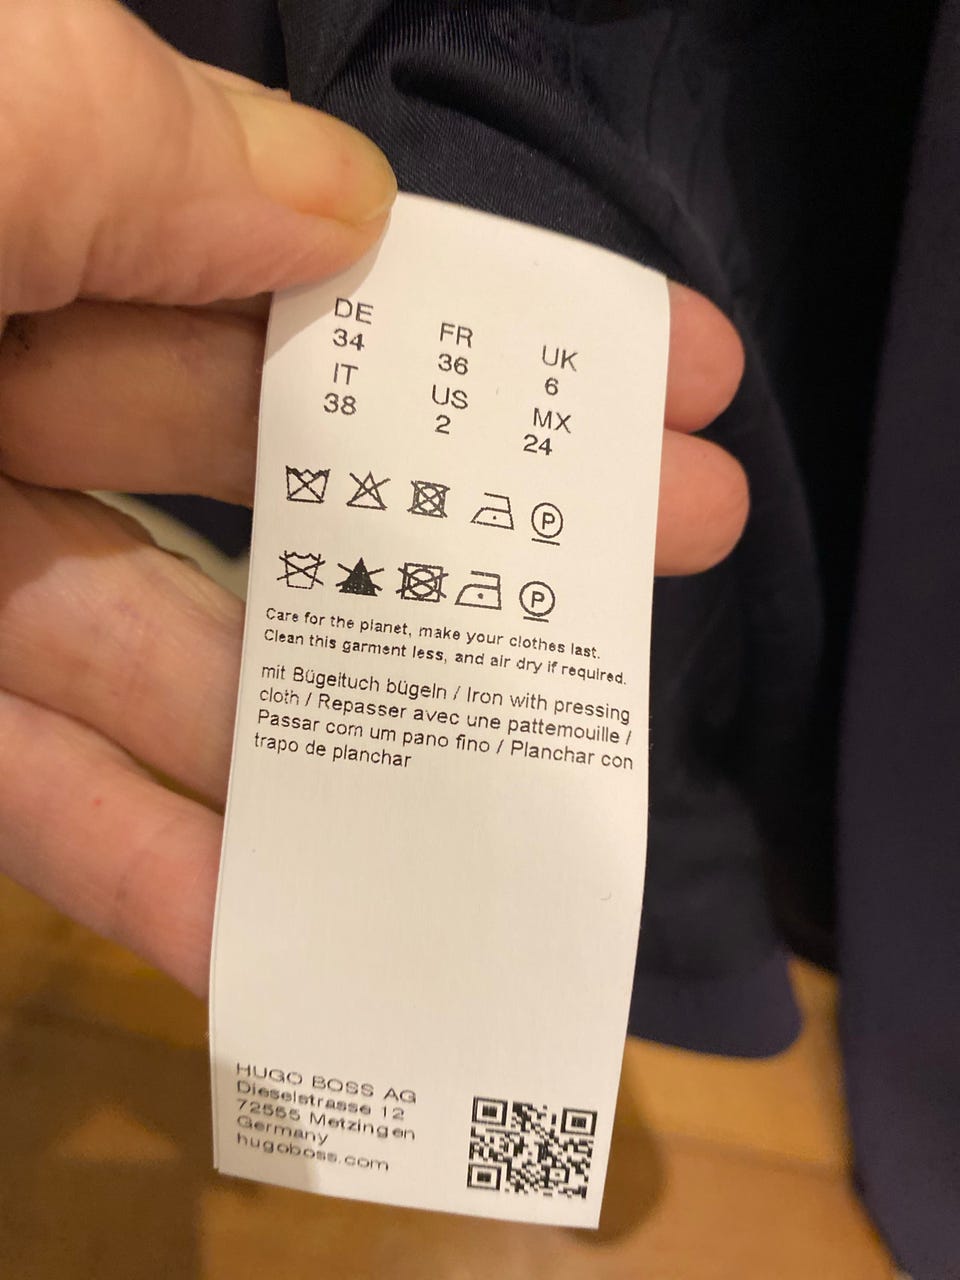 DE FR UK
34 36 6
IT US MX
38 2 24
P
P
Care for the planet, make your clothes last.
Clean this garment less, and air dry if required.
mit Bügeltuch bügeln / Iron with pressing
cloth / Repasser avec une pattemouille /
Passar com um pano fino / Planchar con
trapo de planchar
HUGO BOSS AG
Dieselstrasse 12
72555 Metzingen
Germany
hugoboss.com